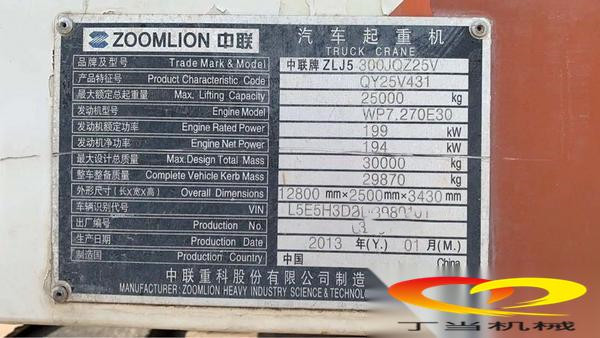 ZOOMLION 中联 汽车起重机
TRUCK CRANE
品牌及型号 Trade Mark & Model 中联牌 ZLJ5 300JQZ25V
产品特征号 Product Characteristic Code QY25V431
最大额定总起重量 Max. Lifting Capacity 25000 kg
发动机型号 Engine Model WP7.270E30
发动机额定功率 Engine Rated Power 199 kW
发动机净功率 Engine Net Power 194 kW
最大设计总质量 Max.Design Total Mass 30000 kg
整车整备质量 Complete Vehicle Kerb Mass 29870 kg
外形尺寸(长X宽X高) Overall Dimensions 12800 mm×2500mm×3430 mm
车辆识别代号 VIN
出厂编号 Production No.
生产日期 Production Date 2013 年(Y.) 01 月(M.)
制造国 Production Country 中国 China
中联重科股份有限公司制造
MANUFACTURER: ZOOMLION HEAVY INDUSTRY SCIENCE & TECHNOL
丁当机械